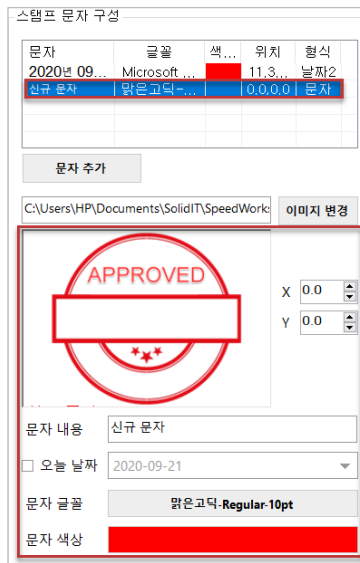 스탬프 문자 구성
문자 글꼴 색... 위치 형식
2020년 09... Microsoft ... 11,3,... 날짜2
신규 문자 맑은고딕-... 0,0,0,0 문자
문자 추가
C:\Users\HP\Documents\SolidIT\SpeedWork: 이미지 변경
APPROVED
X 0.0
Y 0.0
문자 내용 신규 문자
오늘 날짜 2020-09-21
문자 글꼴 맑은고딕-Regular-10pt
문자 색상